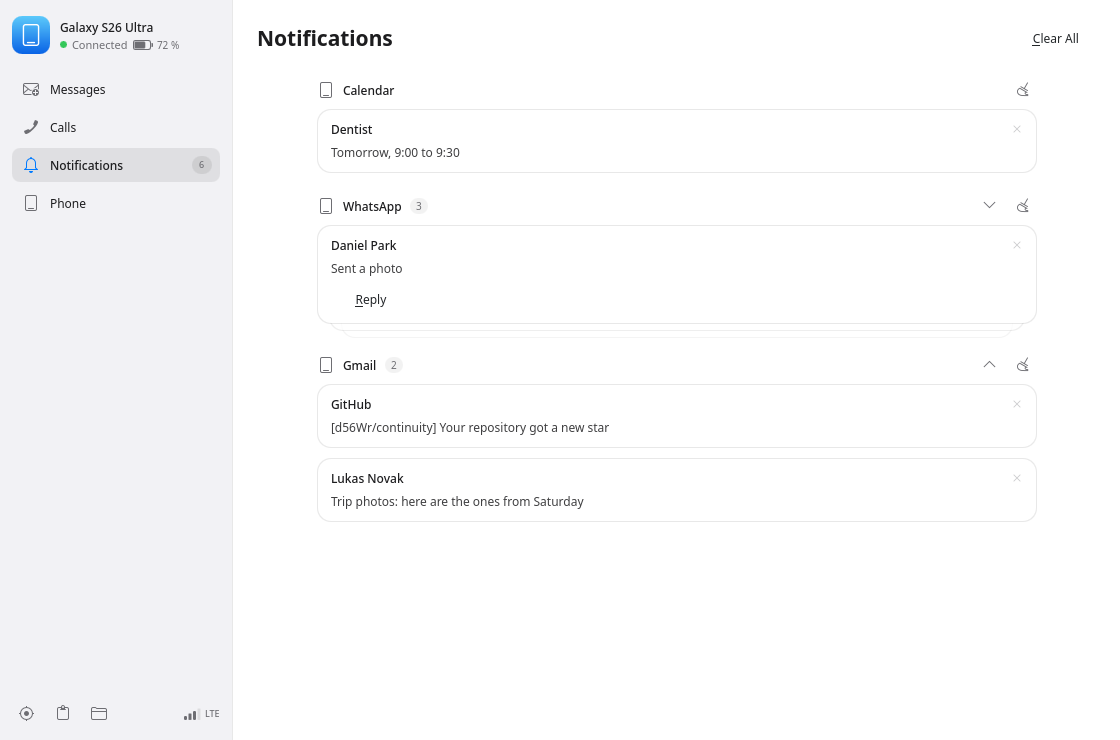 Galaxy S26 Ultra
Connected 72 %
Messages
Calls
Notifications 6
Phone
LTE
Notifications
Clear All
Calendar
Dentist
Tomorrow, 9:00 to 9:30
WhatsApp 3
Daniel Park
Sent a photo
Reply
Gmail 2
GitHub
[d56Wr/continuity] Your repository got a new star
Lukas Novak
Trip photos: here are the ones from Saturday